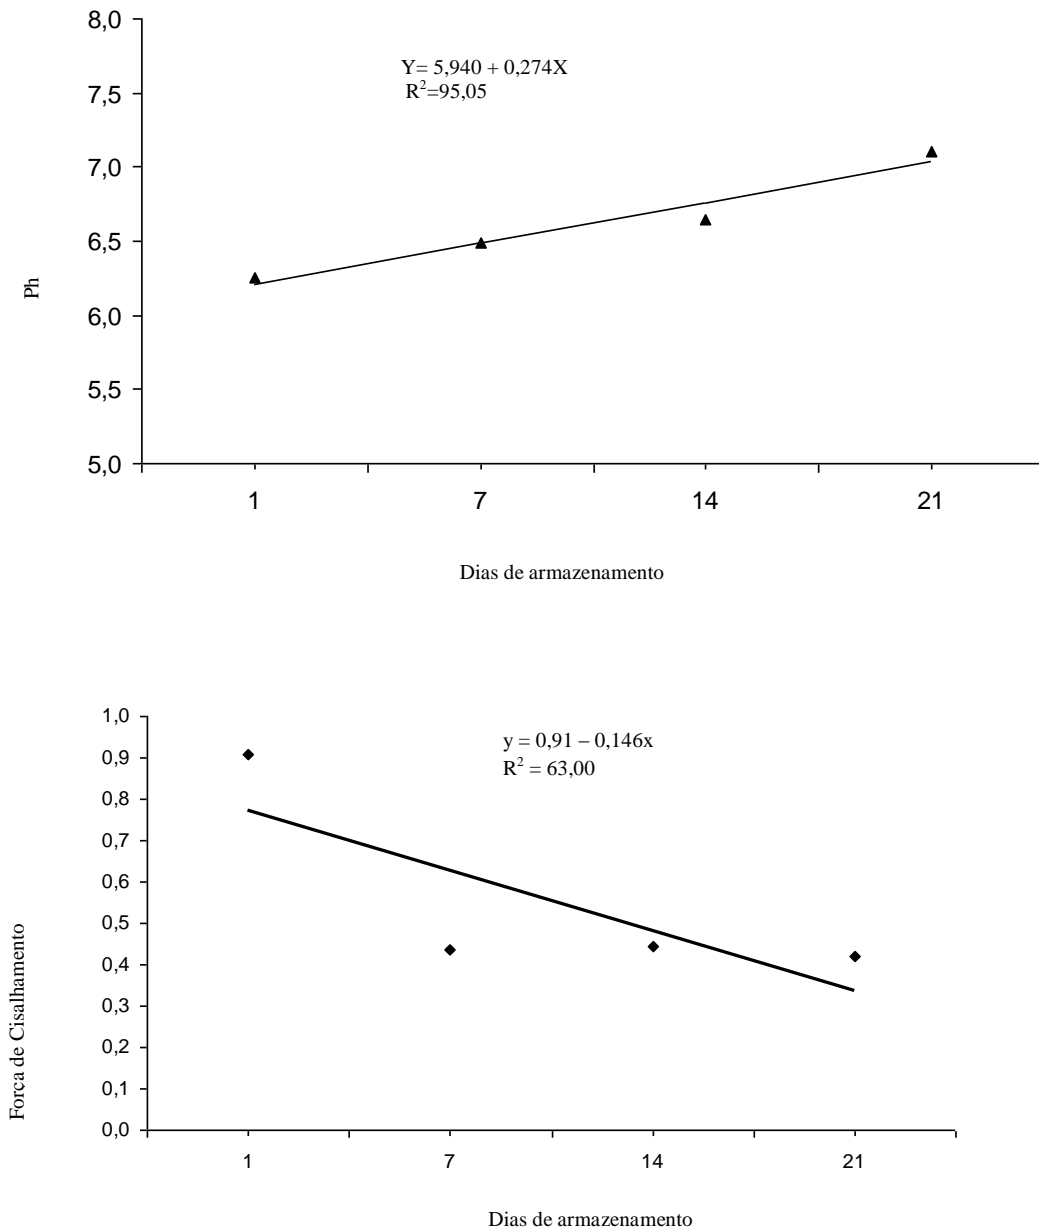 8,0
Y= 5,940 + 0,274X
R²=95,05
7,5
7,0
6,5
Ph
6,0
5,5
5,0
1 7 14 21
Dias de armazenamento
1,0
y = 0,91 – 0,146x
R² = 63,00
0,9
0,8
0,7
0,6
0,5
Força de Cisalhamento
0,4
0,3
0,2
0,1
0,0
1 7 14 21
Dias de armazenamento